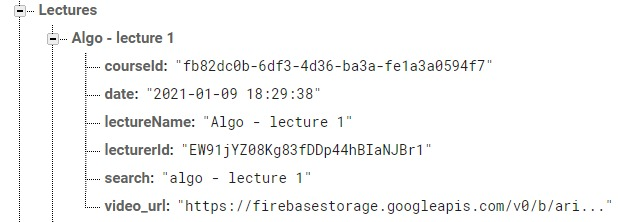 Lectures
Algo - lecture 1
courseId: "fb82dc0b-6df3-4d36-ba3a-fe1a3a0594f7"
date: "2021-01-09 18:29:38"
lectureName: "Algo - lecture 1"
lecturerId: "EW91jYZ08Kg83fDDp44hBIaNJBr1"
search: "algo - lecture 1"
video_url: "https://firebasestorage.googleapis.com/v0/b/ari..."